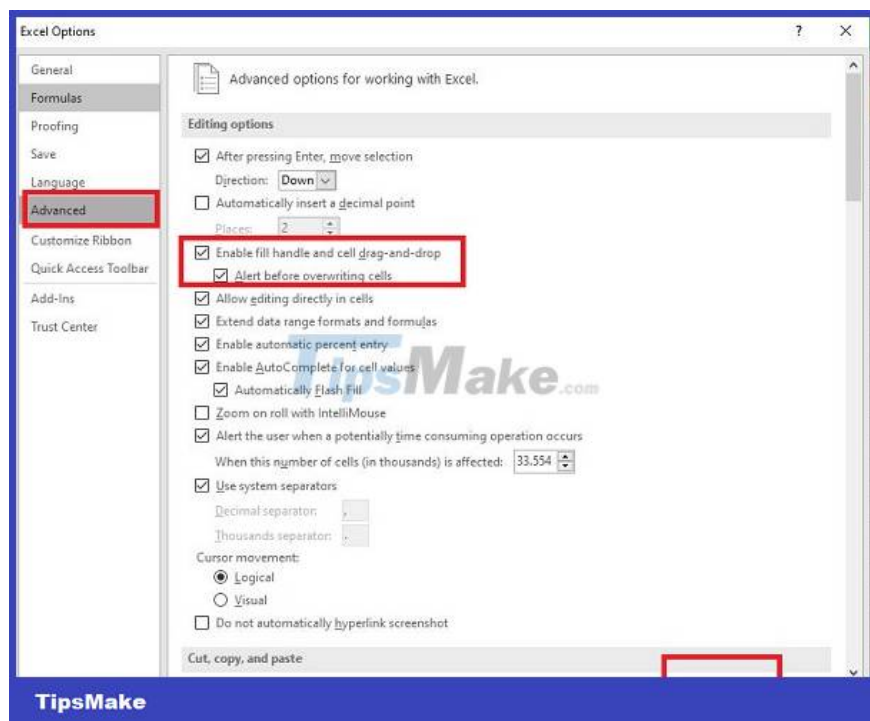 Excel Options
?
General
Formulas
Proofing
Save
Language
Advanced
Customize Ribbon
Quick Access Toolbar
Add-Ins
Trust Center
Advanced options for working with Excel.
Editing options
After pressing Enter, move selection
Direction: Down
Automatically insert a decimal point
Places: 2
Enable fill handle and cell drag-and-drop
Alert before overwriting cells
Allow editing directly in cells
Extend data range formats and formulas
Enable automatic percent entry
Enable AutoComplete for cell values
Automatically Flash Fill
Zoom on roll with IntelliMouse
Alert the user when a potentially time consuming operation occurs
When this number of cells (in thousands) is affected: 33.554
Use system separators
Decimal separator: ,
Thousands separator: .
Cursor movement:
Logical
Visual
Do not automatically hyperlink screenshot
Cut, copy, and paste
TipsMake.com
TipsMake